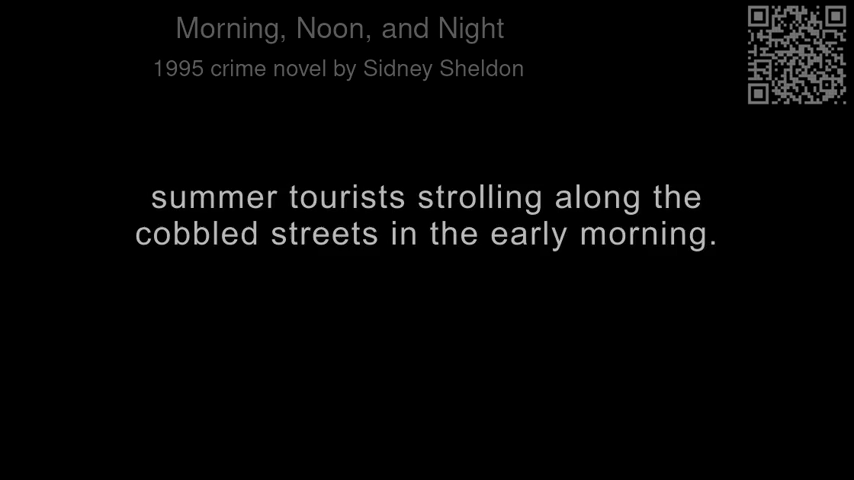 Morning, Noon, and Night
1995 crime novel by Sidney Sheldon
summer tourists strolling along the
cobbled streets in the early morning.